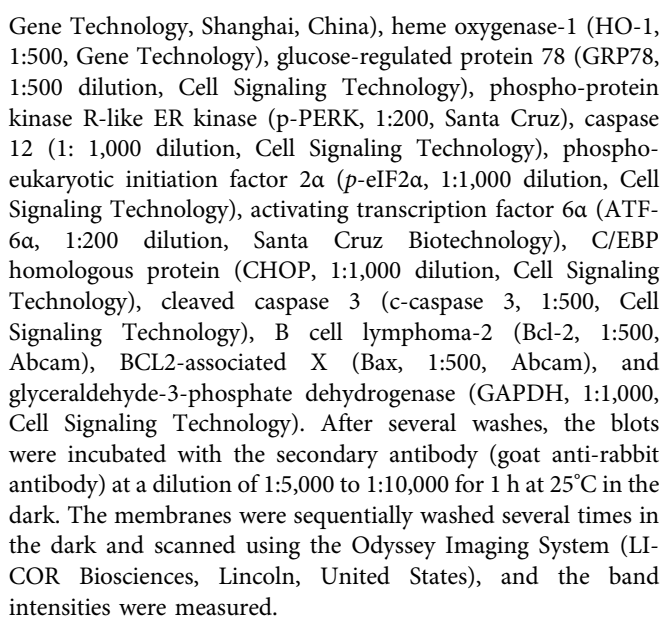 Gene Technology, Shanghai, China), heme oxygenase-1 (HO-1,
1:500, Gene Technology), glucose-regulated protein 78 (GRP78,
1:500 dilution, Cell Signaling Technology), phospho-protein
kinase R-like ER kinase (p-PERK, 1:200, Santa Cruz), caspase
12 (1: 1,000 dilution, Cell Signaling Technology), phospho-
eukaryotic initiation factor 2α (p-eIF2α, 1:1,000 dilution, Cell
Signaling Technology), activating transcription factor 6α (ATF-
6α, 1:200 dilution, Santa Cruz Biotechnology), C/EBP
homologous protein (CHOP, 1:1,000 dilution, Cell Signaling
Technology), cleaved caspase 3 (c-caspase 3, 1:500, Cell
Signaling Technology), B cell lymphoma-2 (Bcl-2, 1:500,
Abcam), BCL2-associated X (Bax, 1:500, Abcam), and
glyceraldehyde-3-phosphate dehydrogenase (GAPDH, 1:1,000,
Cell Signaling Technology). After several washes, the blots
were incubated with the secondary antibody (goat anti-rabbit
antibody) at a dilution of 1:5,000 to 1:10,000 for 1 h at 25°C in the
dark. The membranes were sequentially washed several times in
the dark and scanned using the Odyssey Imaging System (LI-
COR Biosciences, Lincoln, United States), and the band
intensities were measured.